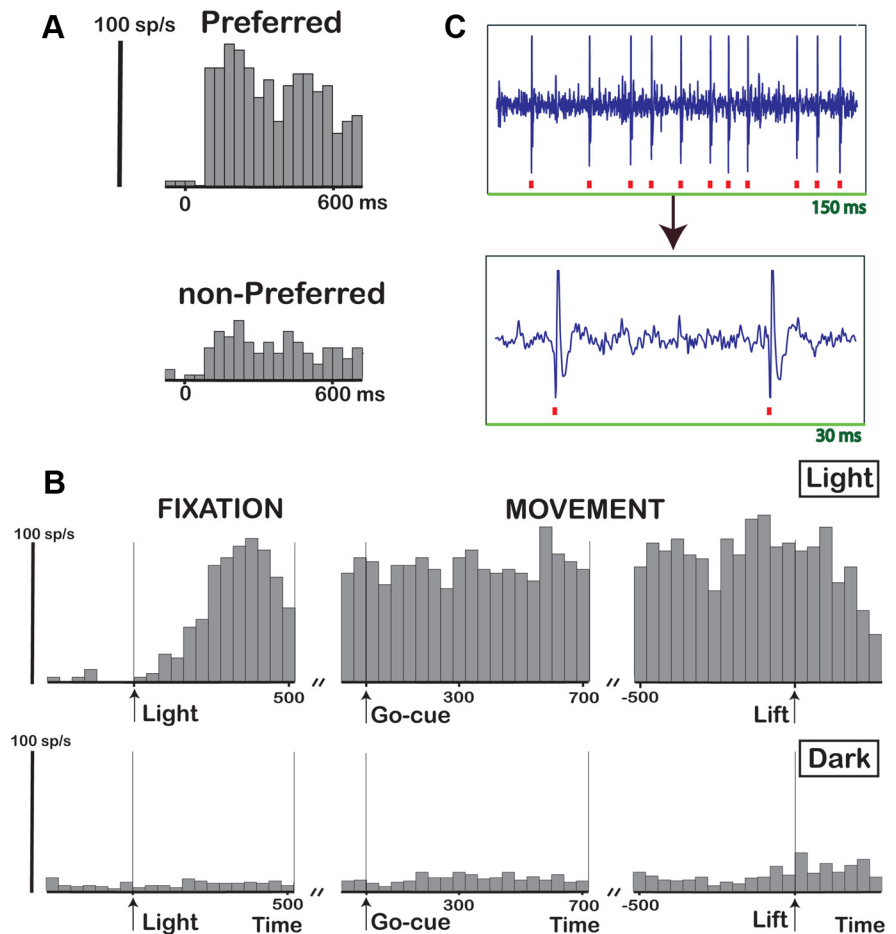 A
100 sp/s
Preferred
0
600 ms
non-Preferred
0
600 ms
C
150 ms
30 ms
B
Light
FIXATION
MOVEMENT
100 sp/s
500
//
300
700
//
-500
Light
Go-cue
Lift
100 sp/s
Dark
500
//
300
700
//
-500
Light
Time
Go-cue
Time
Lift
Time